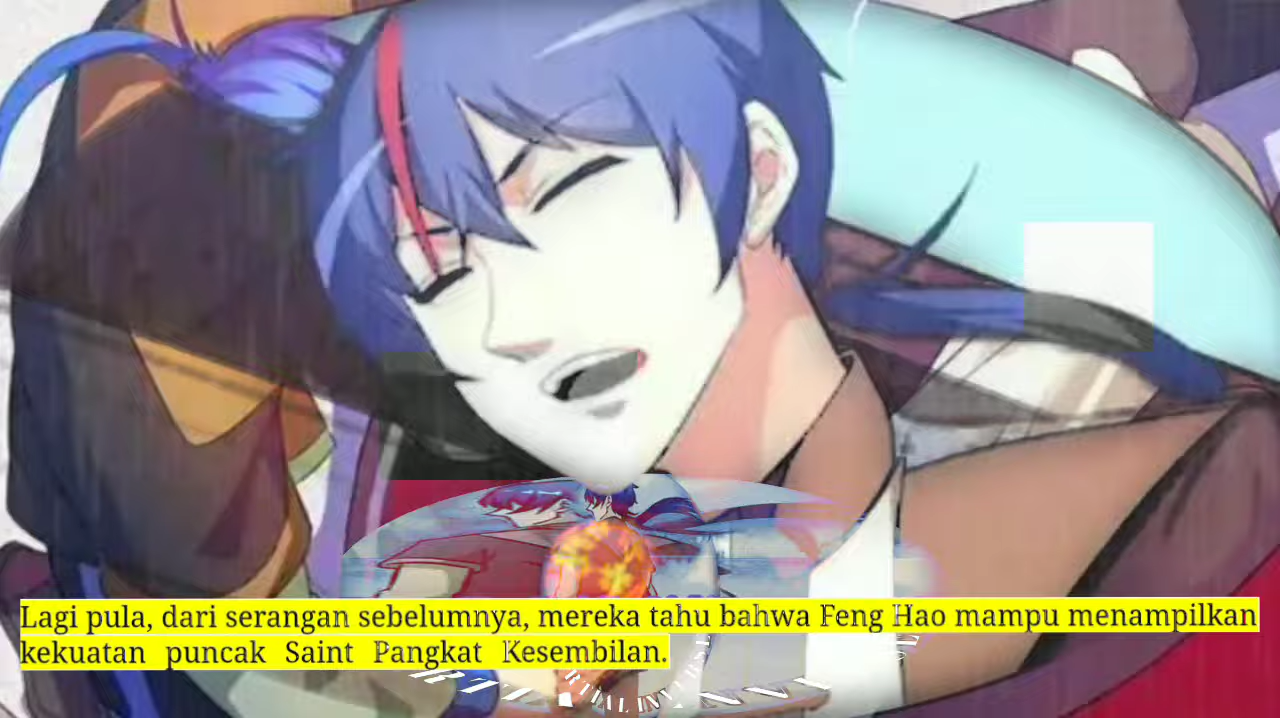 Lagi pula, dari serangan sebelumnya, mereka tahu bahwa Feng Hao mampu menampilkan
kekuatan puncak Saint Pangkat Kesembilan.